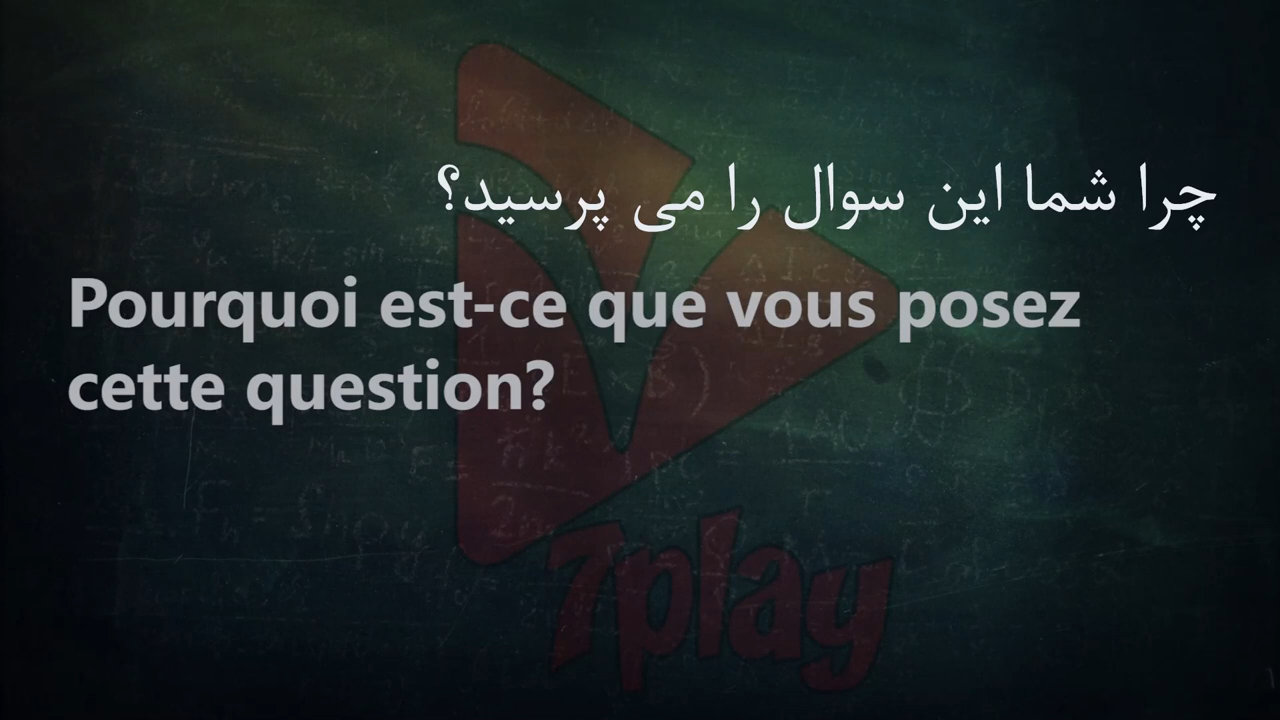 چرا شما این سوال را می پرسید؟
Pourquoi est-ce que vous posez
cette question?
7play